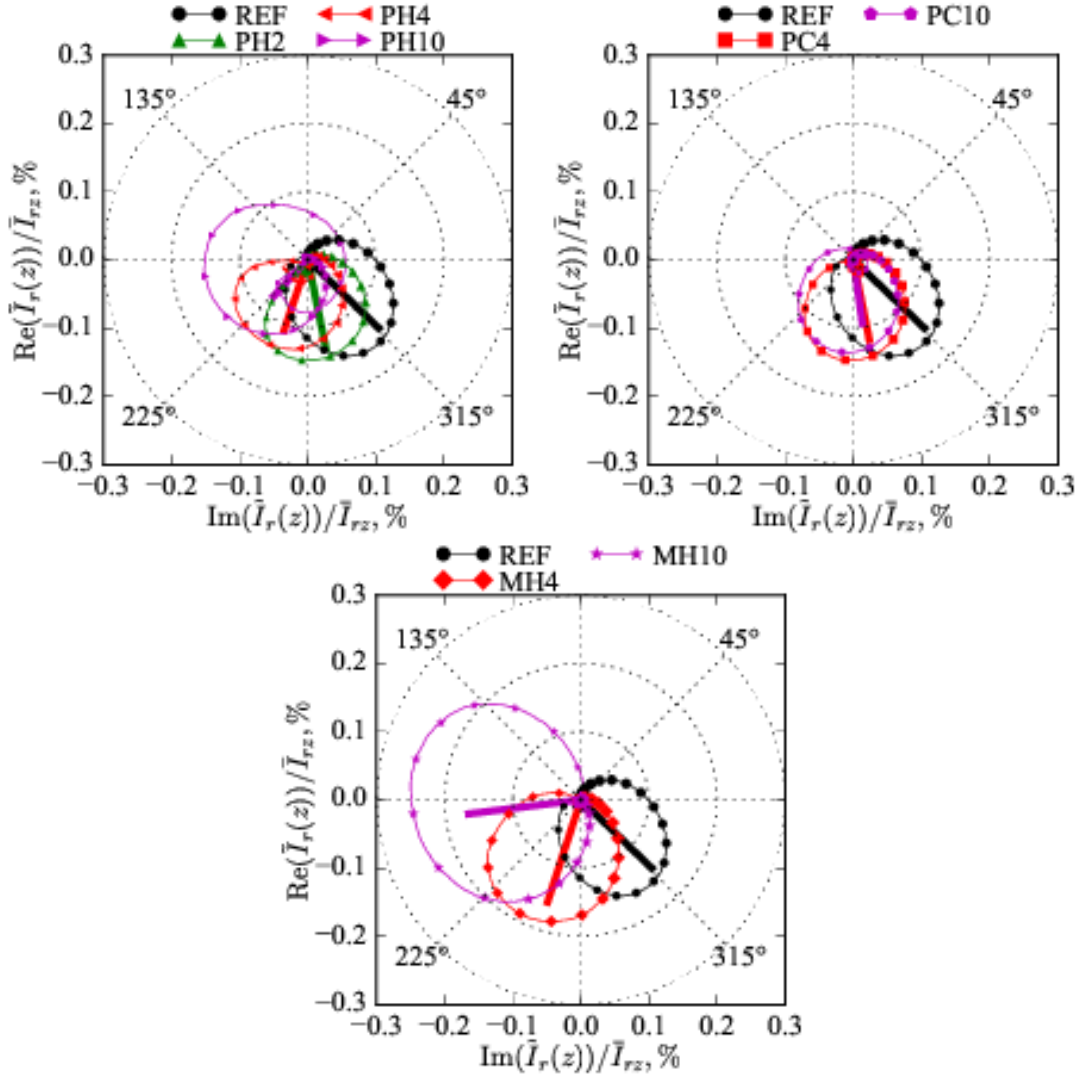 REF PH4
PH2 PH10
0.3
0.2
0.1
0.0
−0.1
−0.2
−0.3
135° 45°
225° 315°
Re(Ĩ_r(z))/Ī_rz, %
−0.3 −0.2 −0.1 0.0 0.1 0.2 0.3
Im(Ĩ_r(z))/Ī_rz, %
REF PC10
PC4
0.3
0.2
0.1
0.0
−0.1
−0.2
−0.3
135° 45°
225° 315°
Re(Ĩ_r(z))/Ī_rz, %
−0.3 −0.2 −0.1 0.0 0.1 0.2 0.3
Im(Ĩ_r(z))/Ī_rz, %
REF MH10
MH4
0.3
0.2
0.1
0.0
−0.1
−0.2
−0.3
135° 45°
225° 315°
Re(Ĩ_r(z))/Ī_rz, %
−0.3 −0.2 −0.1 0.0 0.1 0.2 0.3
Im(Ĩ_r(z))/Ī_rz, %